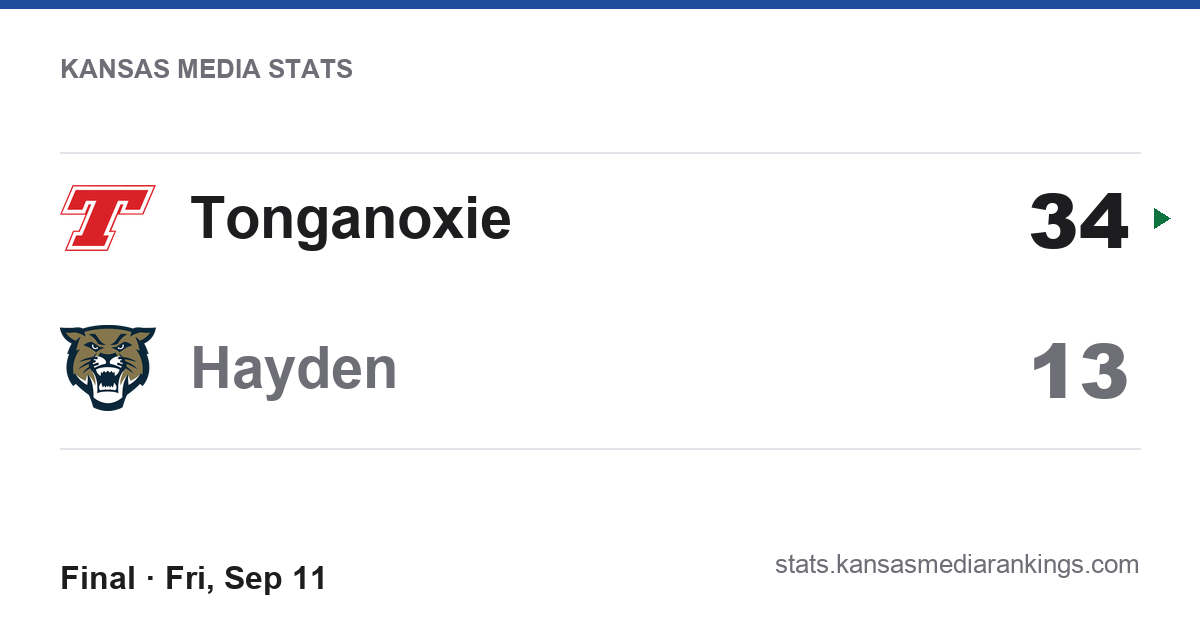 KANSAS MEDIA STATS
T
Tonganoxie 34
Hayden 13
Final · Fri, Sep 11
stats.kansasmediarankings.com